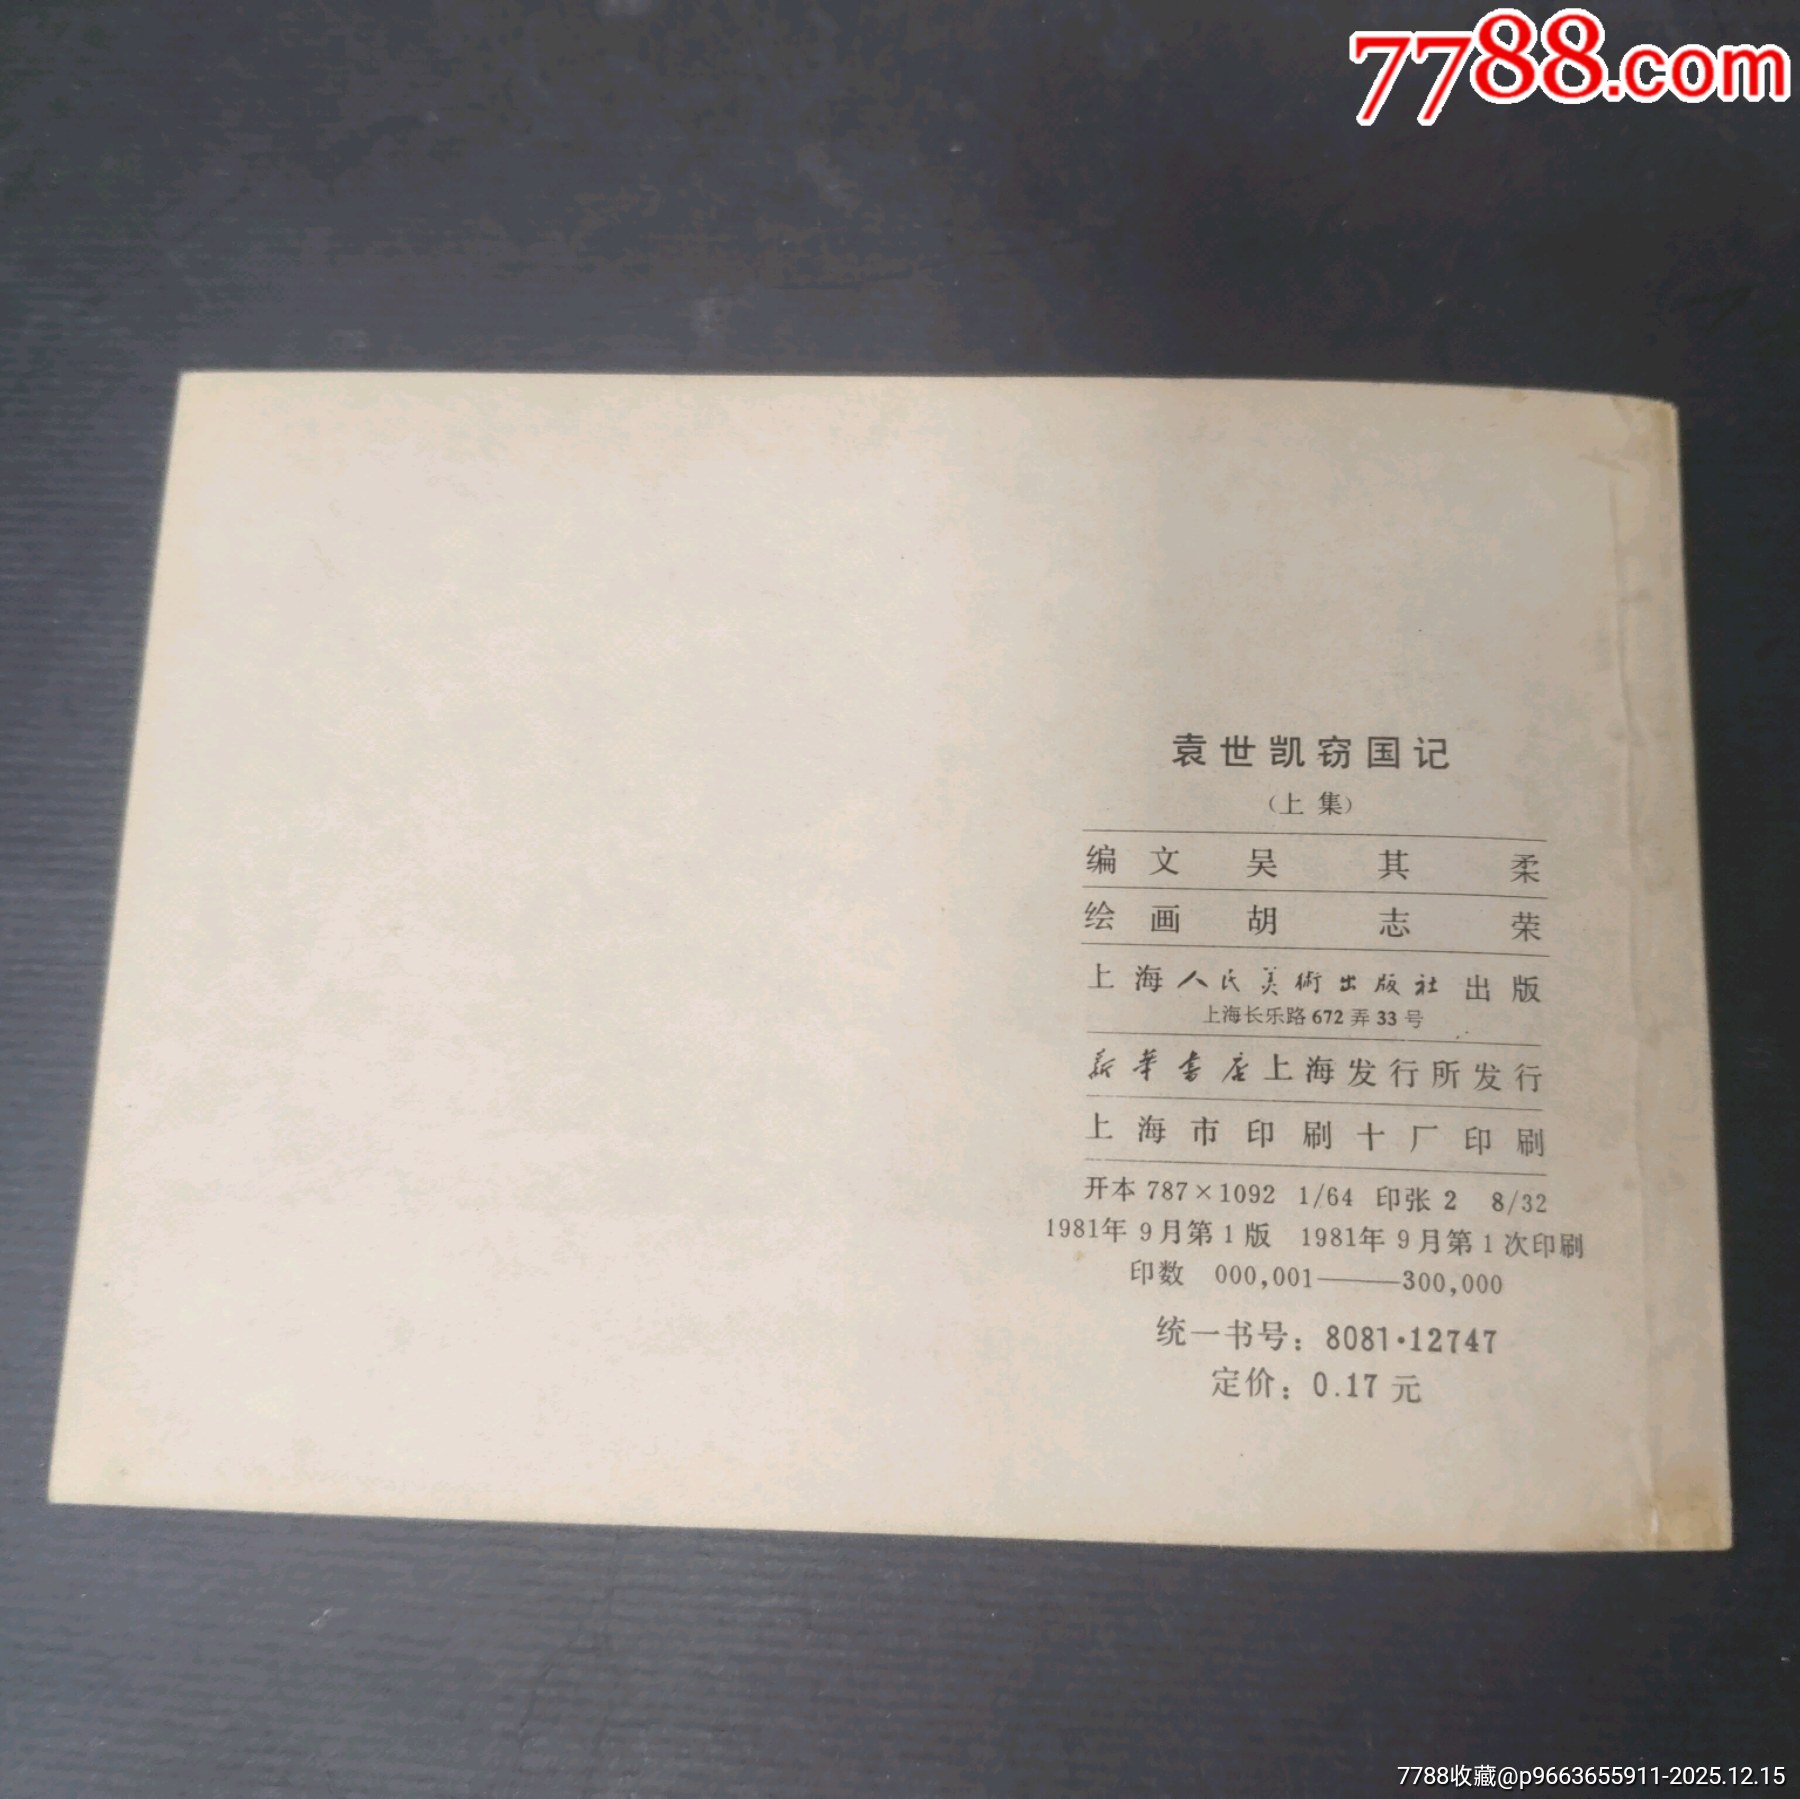 7788.com
袁世凯窃国记
(上集)
编文 吴其柔
绘画 胡志荣
上海人民美術出版社出版
上海长乐路672弄33号
新華書店上海发行所发行
上海市印刷十厂印刷
开本 787×1092 1/64 印张 2 8/32
1981年9月第1版 1981年9月第1次印刷
印数 000,001——300,000
统一书号：8081·12747
定价：0.17元
7788收藏@p9663655911-2025.12.15